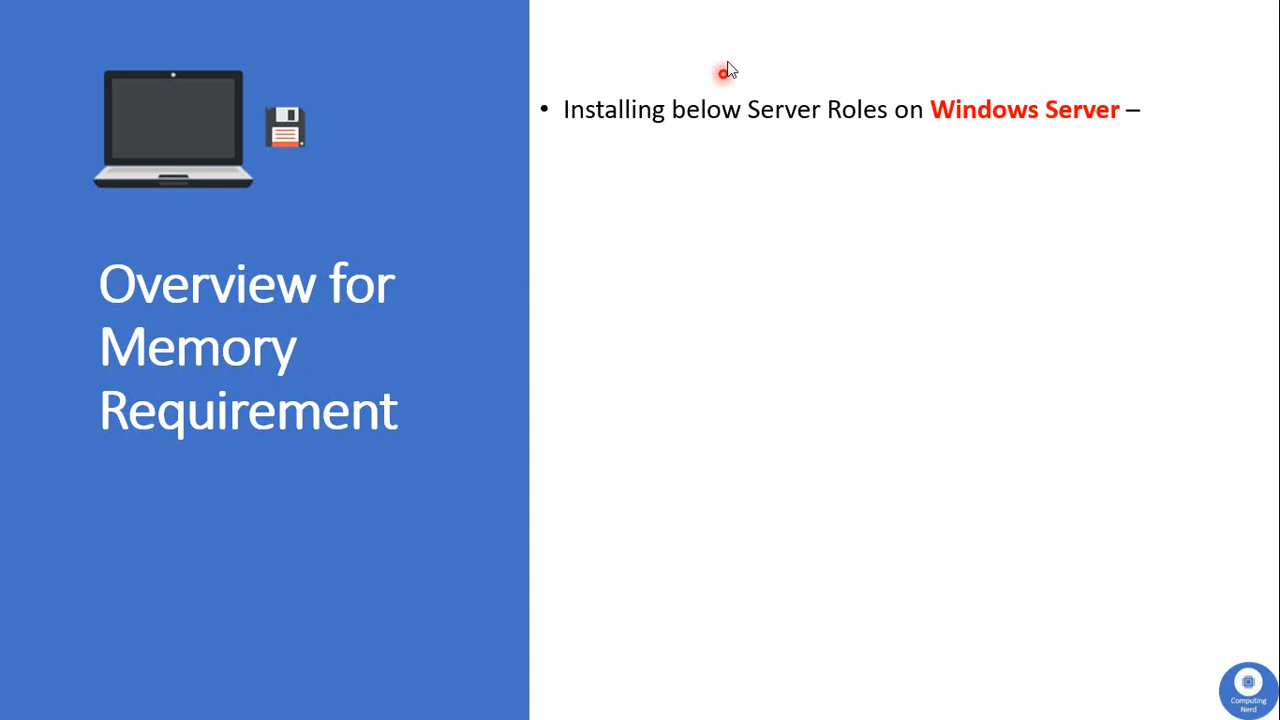 Installing below Server Roles on Windows Server –
Overview for
Memory
Requirement
Computing
Nerd